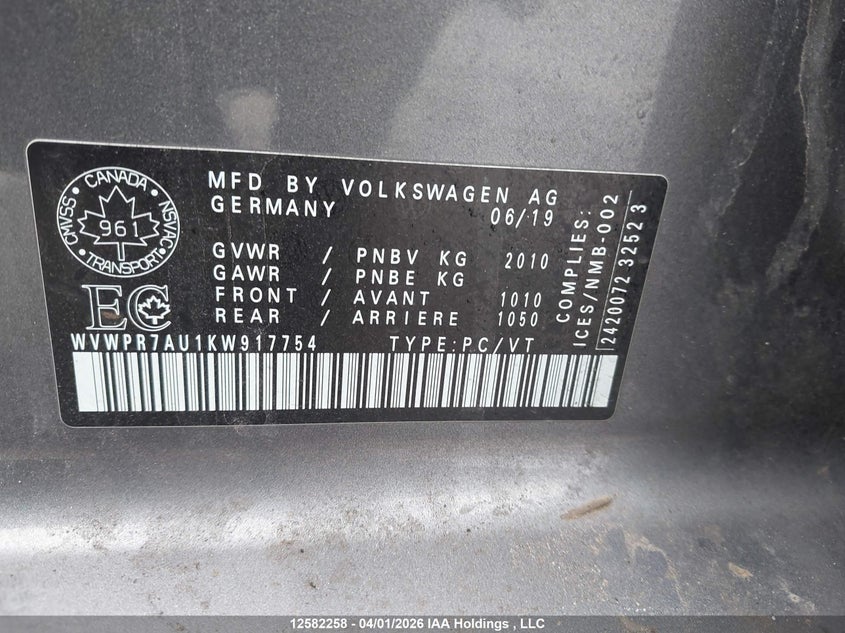 CANADA
CMVSS
961
NSVAC
TRANSPORT
EC
MFD BY VOLKSWAGEN AG
GERMANY 06/19
GVWR / PNBV KG 2010
GAWR / PNBE KG
FRONT / AVANT 1010
REAR / ARRIERE 1050
WVWPR7AU1KW917754 TYPE:PC/VT
COMPLIES:
ICES/NMB-002
2420072 32523
12582258 - 04/01/2026 IAA Holdings , LLC